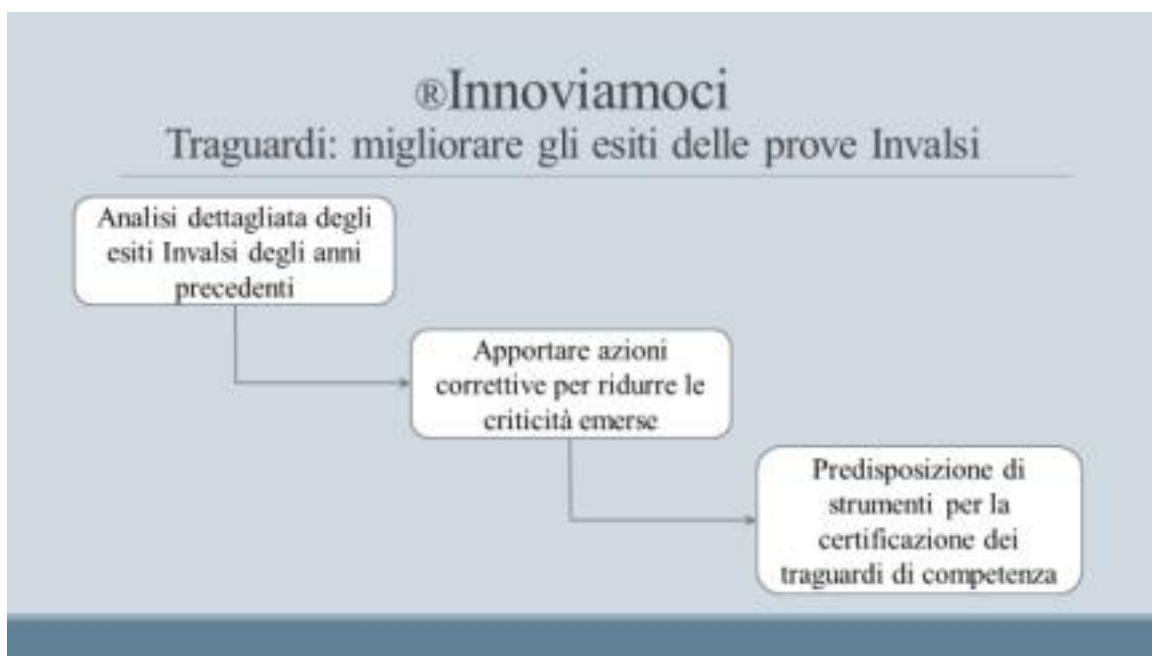 ®Innoviamoci
Traguardi: migliorare gli esiti delle prove Invalsi
Analisi dettagliata degli
esiti Invalsi degli anni
precedenti
Apportare azioni
correttive per ridurre le
criticità emerse
Predisposizione di
strumenti per la
certificazione dei
traguardi di competenza